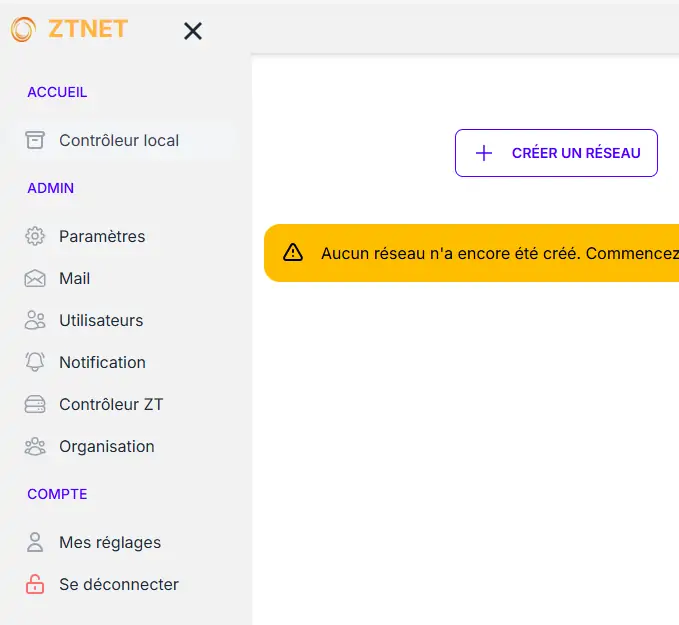 ZTNET
ACCUEIL
Contrôleur local
CRÉER UN RÉSEAU
ADMIN
Paramètres
Aucun réseau n'a encore été créé. Commencez
Mail
Utilisateurs
Notification
Contrôleur ZT
Organisation
COMPTE
Mes réglages
Se déconnecter